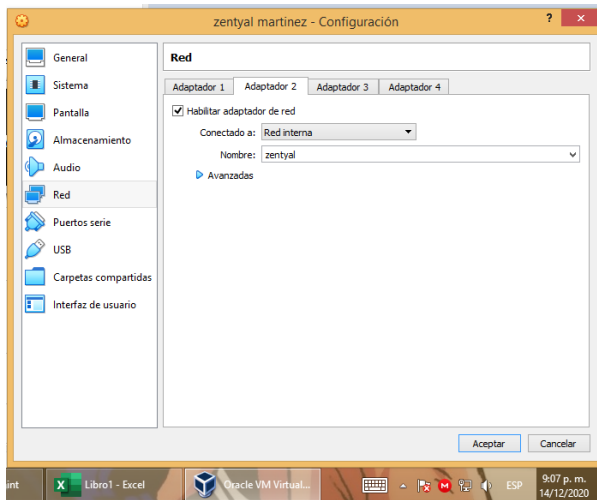 zentyal martinez - Configuración
?
General
Sistema
Pantalla
Almacenamiento
Audio
Red
Puertos serie
USB
Carpetas compartidas
Interfaz de usuario
Red
Adaptador 1 Adaptador 2 Adaptador 3 Adaptador 4
Habilitar adaptador de red
Conectado a: Red interna
Nombre: zentyal
Avanzadas
Aceptar Cancelar
int Libro1 - Excel Oracle VM Virtual... ESP 9:07 p. m.
14/12/2020